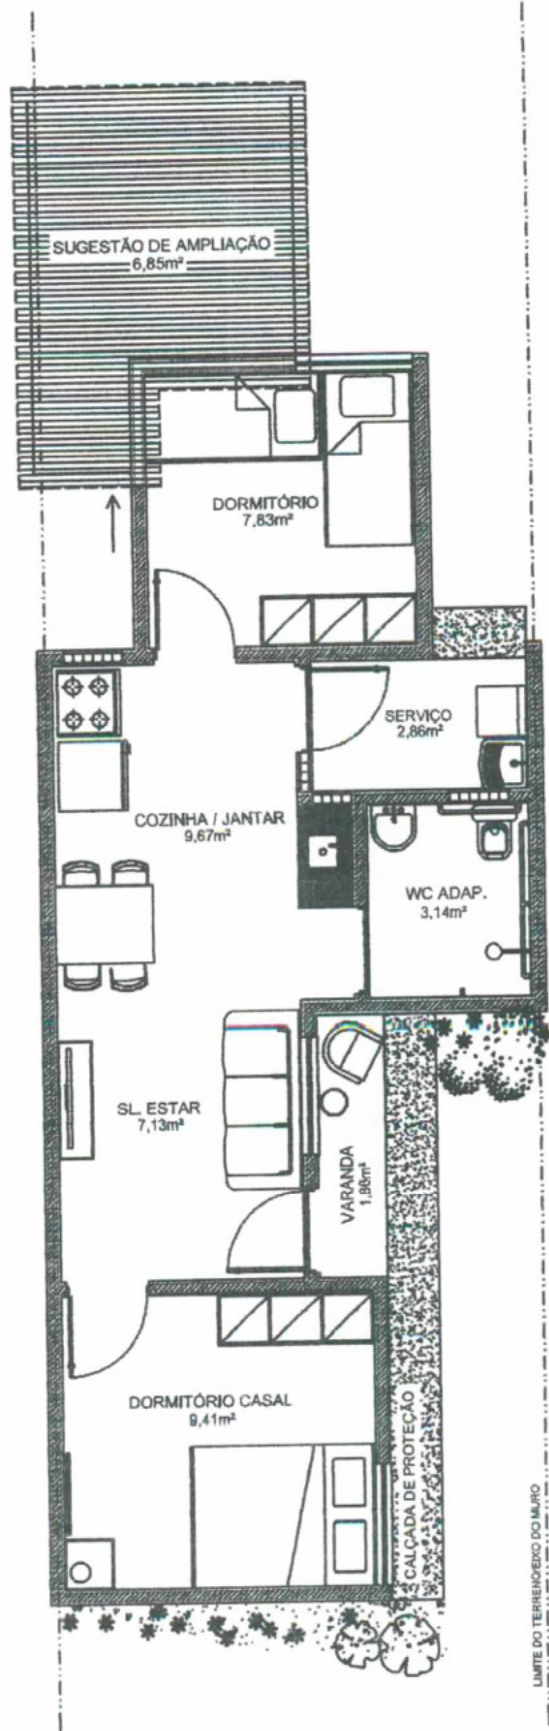 SUGESTÃO DE AMPLIAÇÃO
6,85m²
DORMITÓRIO
7,83m²
SERVIÇO
2,86m²
COZINHA / JANTAR
9,67m²
WC ADAP.
3,14m²
SL. ESTAR
7,13m²
VARANDA
1,86m²
DORMITÓRIO CASAL
9,41m²
CALÇADA DE PROTEÇÃO
LIMITE DO TERRENO/EIXO DO MURO